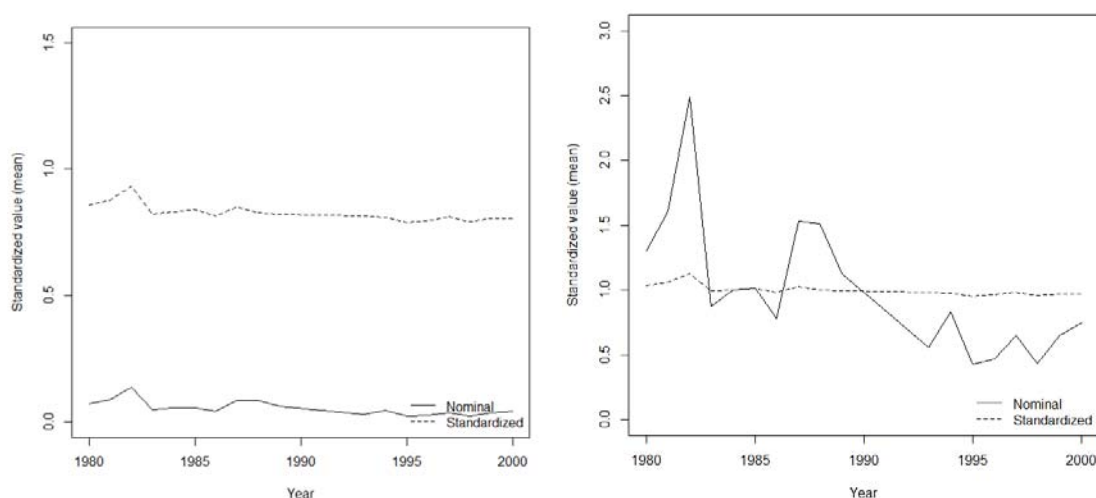 Standardized value (mean)
1.5
1.0
0.5
0.0
Nominal
Standardized
1980 1985 1990 1995 2000
Year
Standardized value (mean)
3.0
2.5
2.0
1.5
1.0
0.5
0.0
Nominal
Standardized
1980 1985 1990 1995 2000
Year